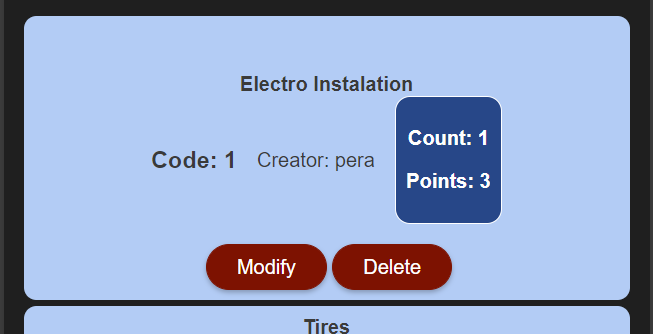 Electro Instalation
Count: 1
Code: 1 Creator: pera
Points: 3
Modify Delete
Tires